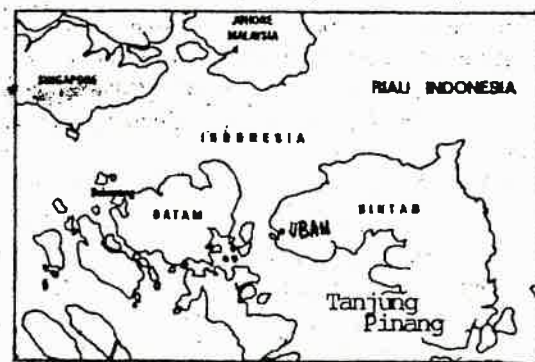 JOHORE
MALAYSIA
SINGAPORE
RIAU INDONESIA
INDONESIA
BATAM
UBAN
BINTAN
Tanjung
Pinang